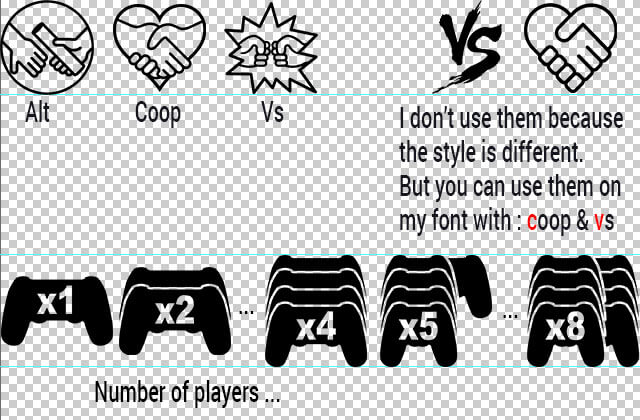 VS
Alt
Coop
Vs
I don't use them because
the style is different.
But you can use them on
my font with : coop & vs
x1
x2
...
x4
x5
...
x8
Number of players ...